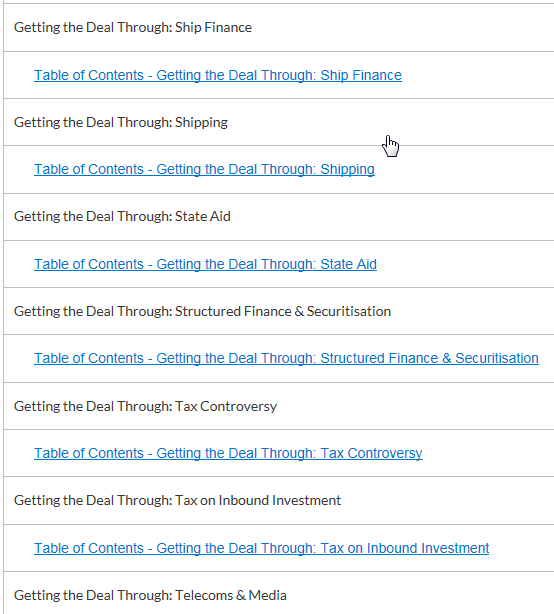 Getting the Deal Through: Ship Finance
Table of Contents - Getting the Deal Through: Ship Finance
Getting the Deal Through: Shipping
Table of Contents - Getting the Deal Through: Shipping
Getting the Deal Through: State Aid
Table of Contents - Getting the Deal Through: State Aid
Getting the Deal Through: Structured Finance & Securitisation
Table of Contents - Getting the Deal Through: Structured Finance & Securitisation
Getting the Deal Through: Tax Controversy
Table of Contents - Getting the Deal Through: Tax Controversy
Getting the Deal Through: Tax on Inbound Investment
Table of Contents - Getting the Deal Through: Tax on Inbound Investment
Getting the Deal Through: Telecoms & Media